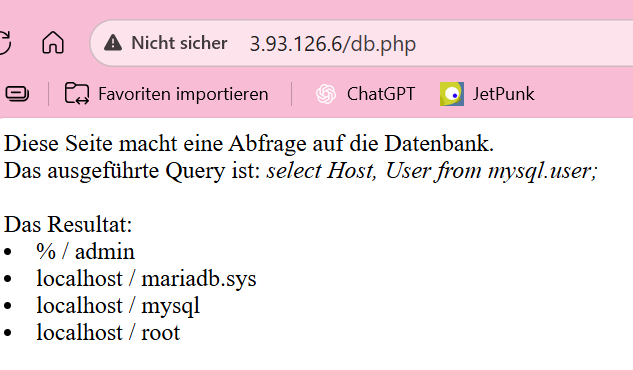 Nicht sicher 3.93.126.6/db.php
Favoriten importieren ChatGPT JetPunk
Diese Seite macht eine Abfrage auf die Datenbank.
Das ausgeführte Query ist: select Host, User from mysql.user;
Das Resultat:
• % / admin
• localhost / mariadb.sys
• localhost / mysql
• localhost / root